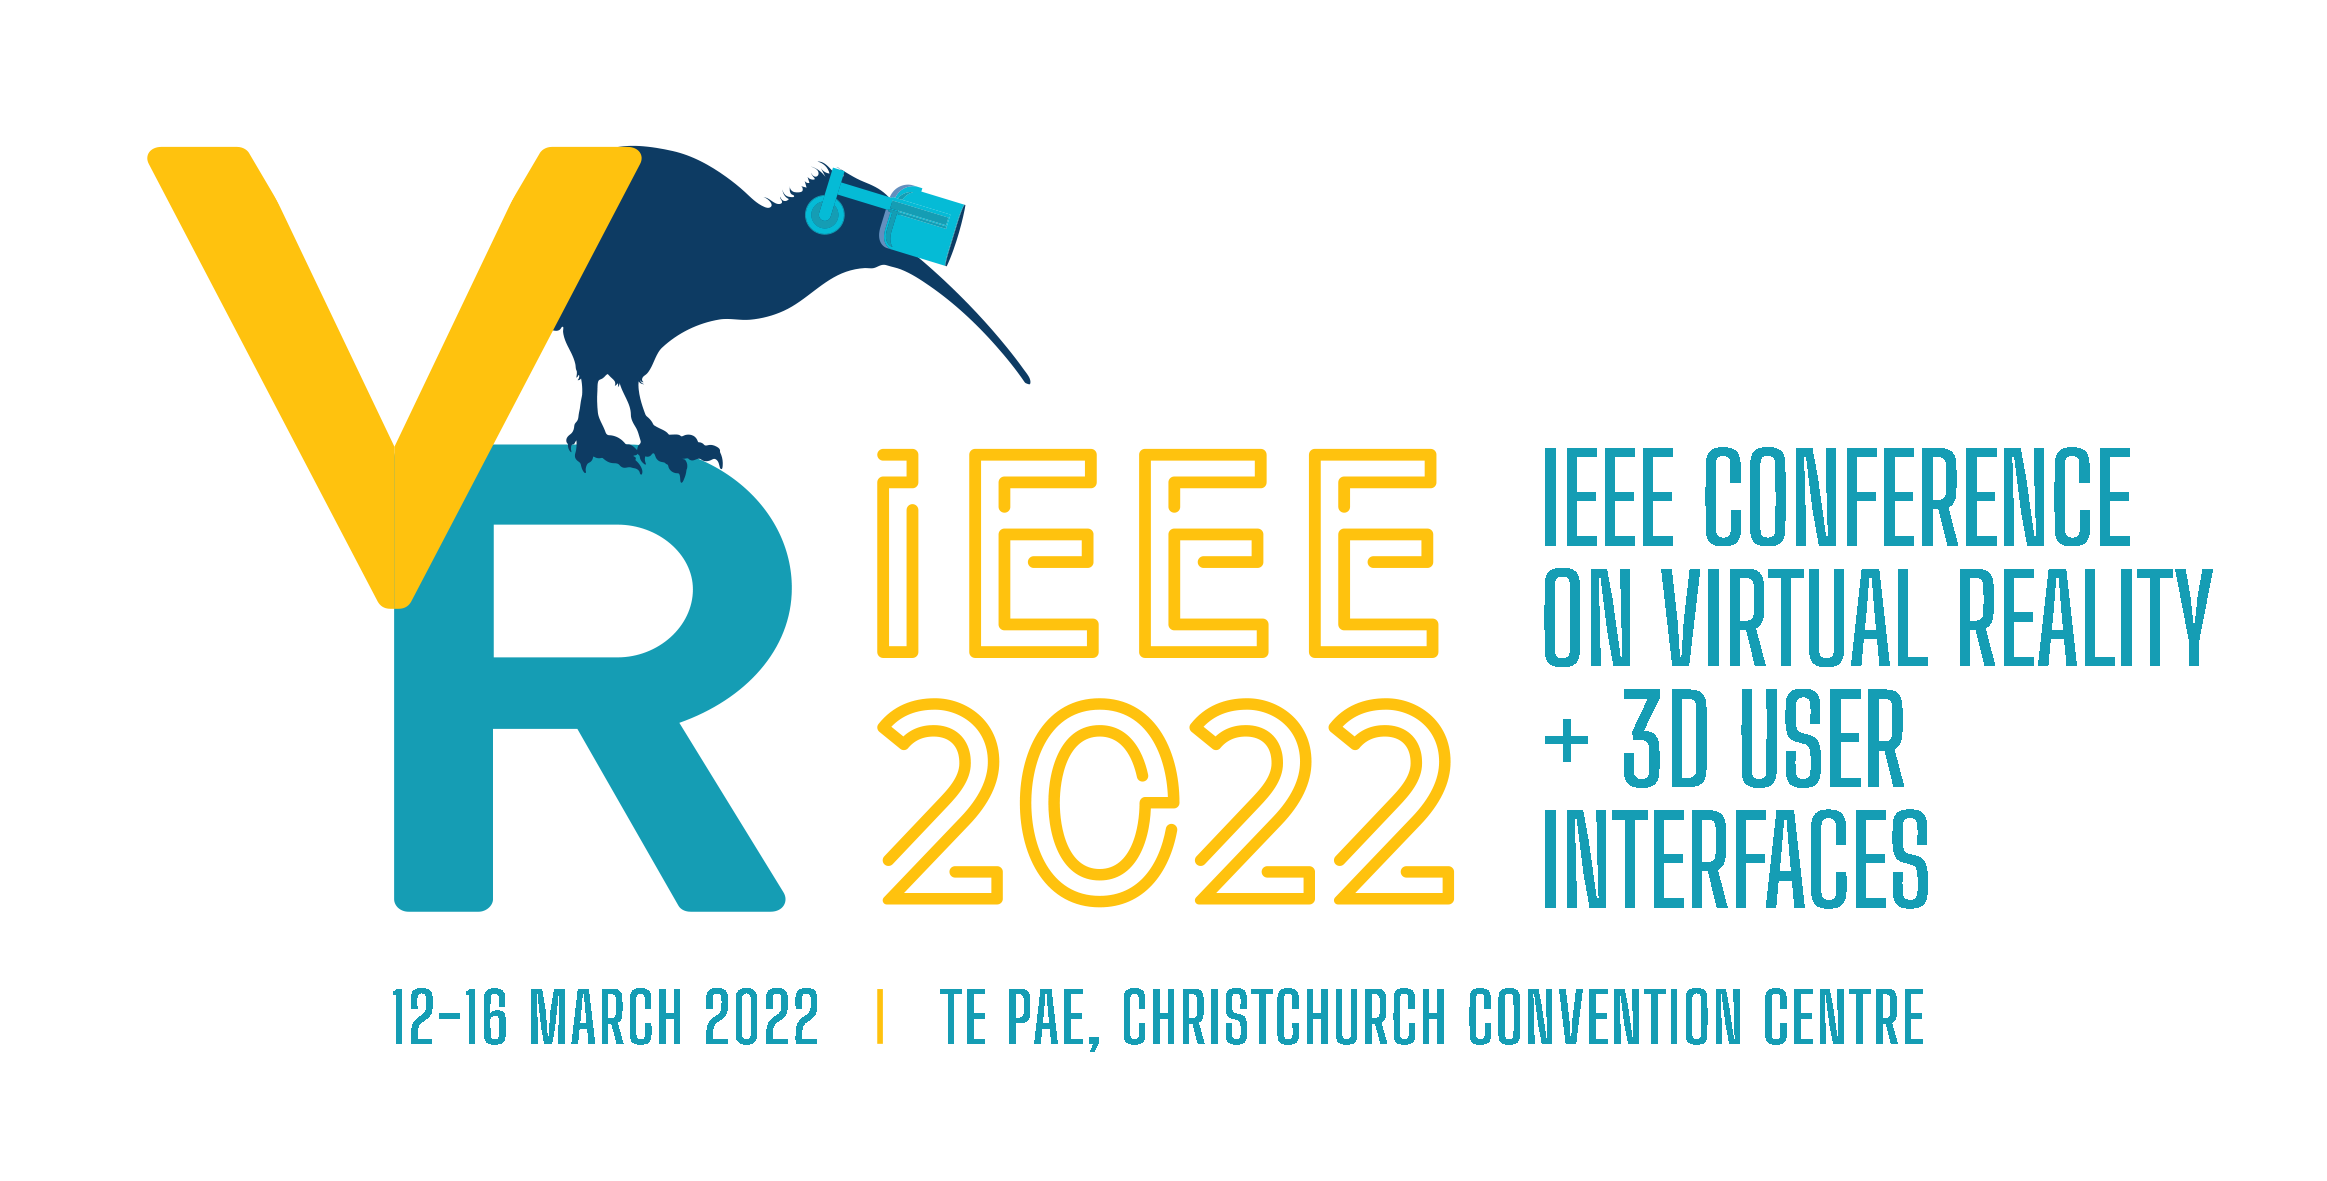 VR
iEEE
2022
IEEE CONFERENCE
ON VIRTUAL REALITY
+ 3D USER
INTERFACES
12-16 MARCH 2022 | TE PAE, CHRISTCHURCH CONVENTION CENTRE